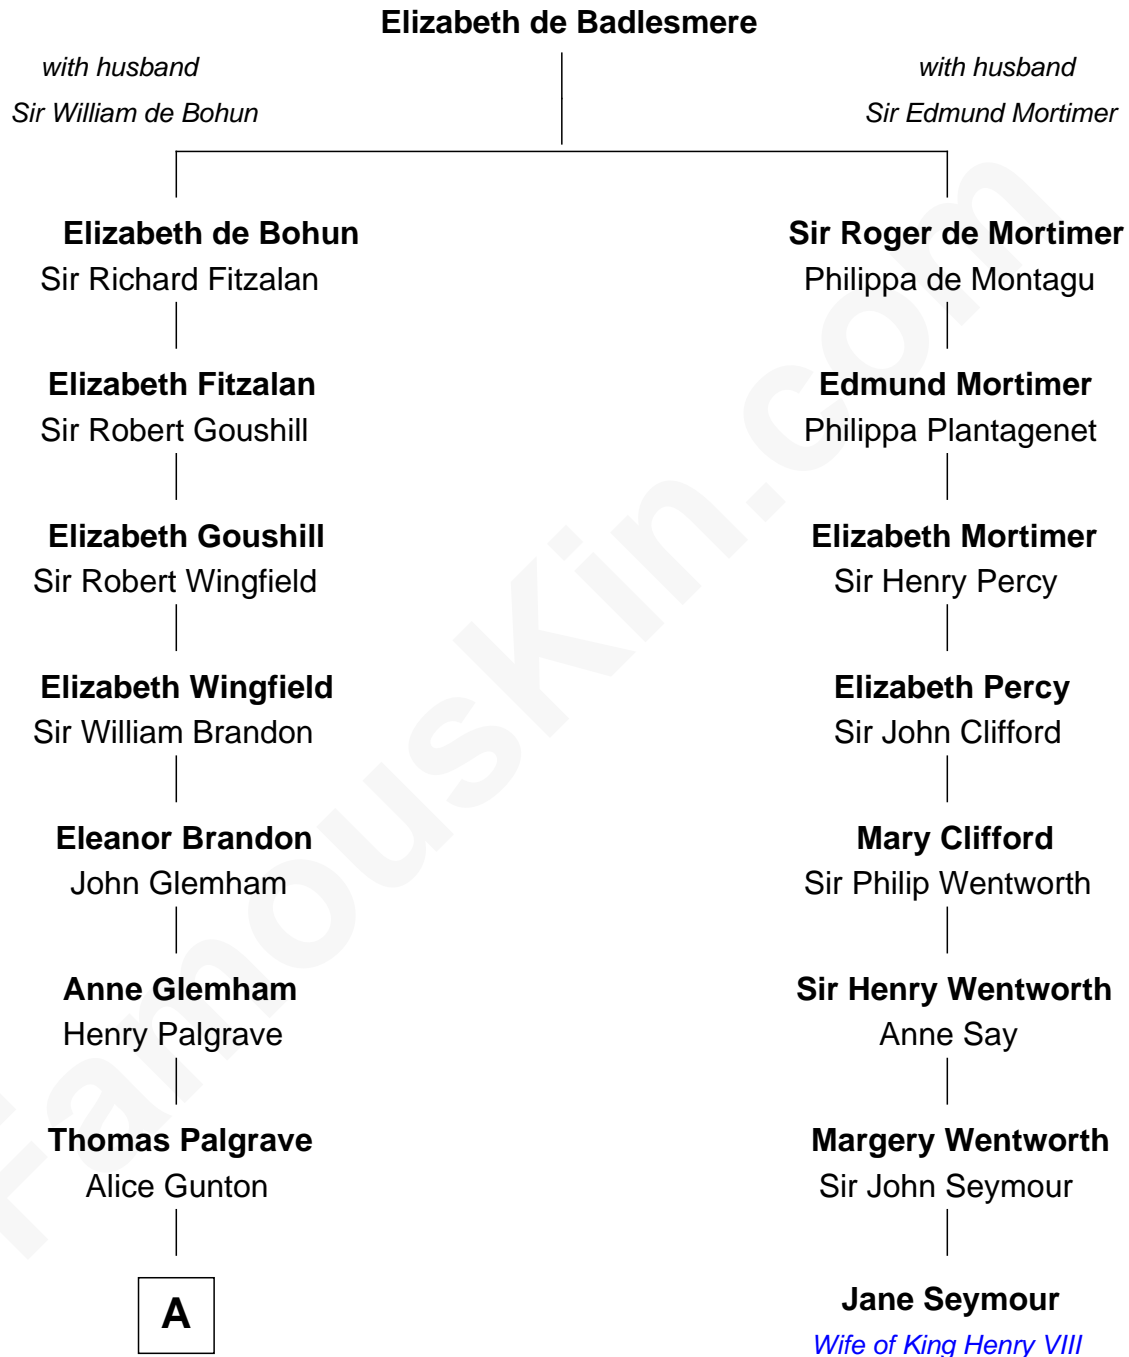 Elizabeth de Badlesmere
with husband
Sir William de Bohun
with husband
Sir Edmund Mortimer
Elizabeth de Bohun
Sir Richard Fitzalan
Elizabeth Fitzalan
Sir Robert Goushill
Elizabeth Goushill
Sir Robert Wingfield
Elizabeth Wingfield
Sir William Brandon
Eleanor Brandon
John Glemham
Anne Glemham
Henry Palgrave
Thomas Palgrave
Alice Gunton
A
Sir Roger de Mortimer
Philippa de Montagu
Edmund Mortimer
Philippa Plantagenet
Elizabeth Mortimer
Sir Henry Percy
Elizabeth Percy
Sir John Clifford
Mary Clifford
Sir Philip Wentworth
Sir Henry Wentworth
Anne Say
Margery Wentworth
Sir John Seymour
Jane Seymour
Wife of King Henry VIII
FamousKin.com